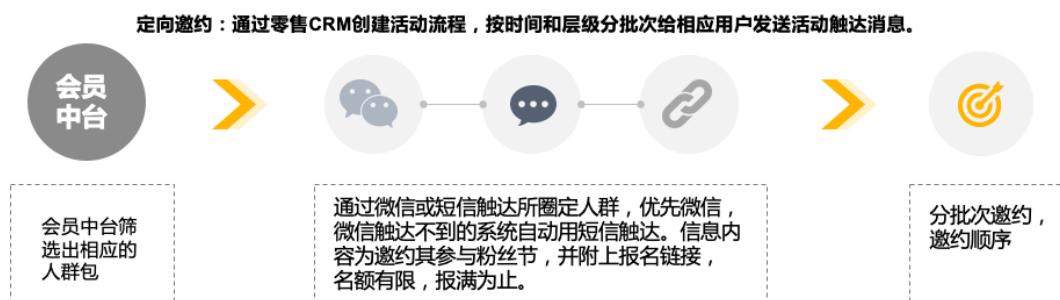 定向邀约：通过零售CRM创建活动流程，按时间和层级分批次给相应用户发送活动触达消息。
会员
中台
会员中台筛
选出相应的
人群包
通过微信或短信触达所圈定人群，优先微信，
微信触达不到的系统自动用短信触达。信息内
容为邀约其参与粉丝节，并附上报名链接，
名额有限，报满为止。
分批次邀约，
邀约顺序